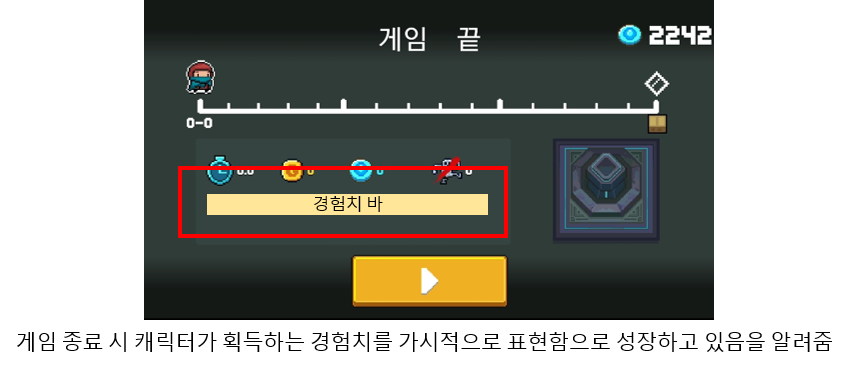 게임 끝
2242
0-0
0.0 0 0 0
경험치 바
게임 종료 시 캐릭터가 획득하는 경험치를 가시적으로 표현함으로 성장하고 있음을 알려줌